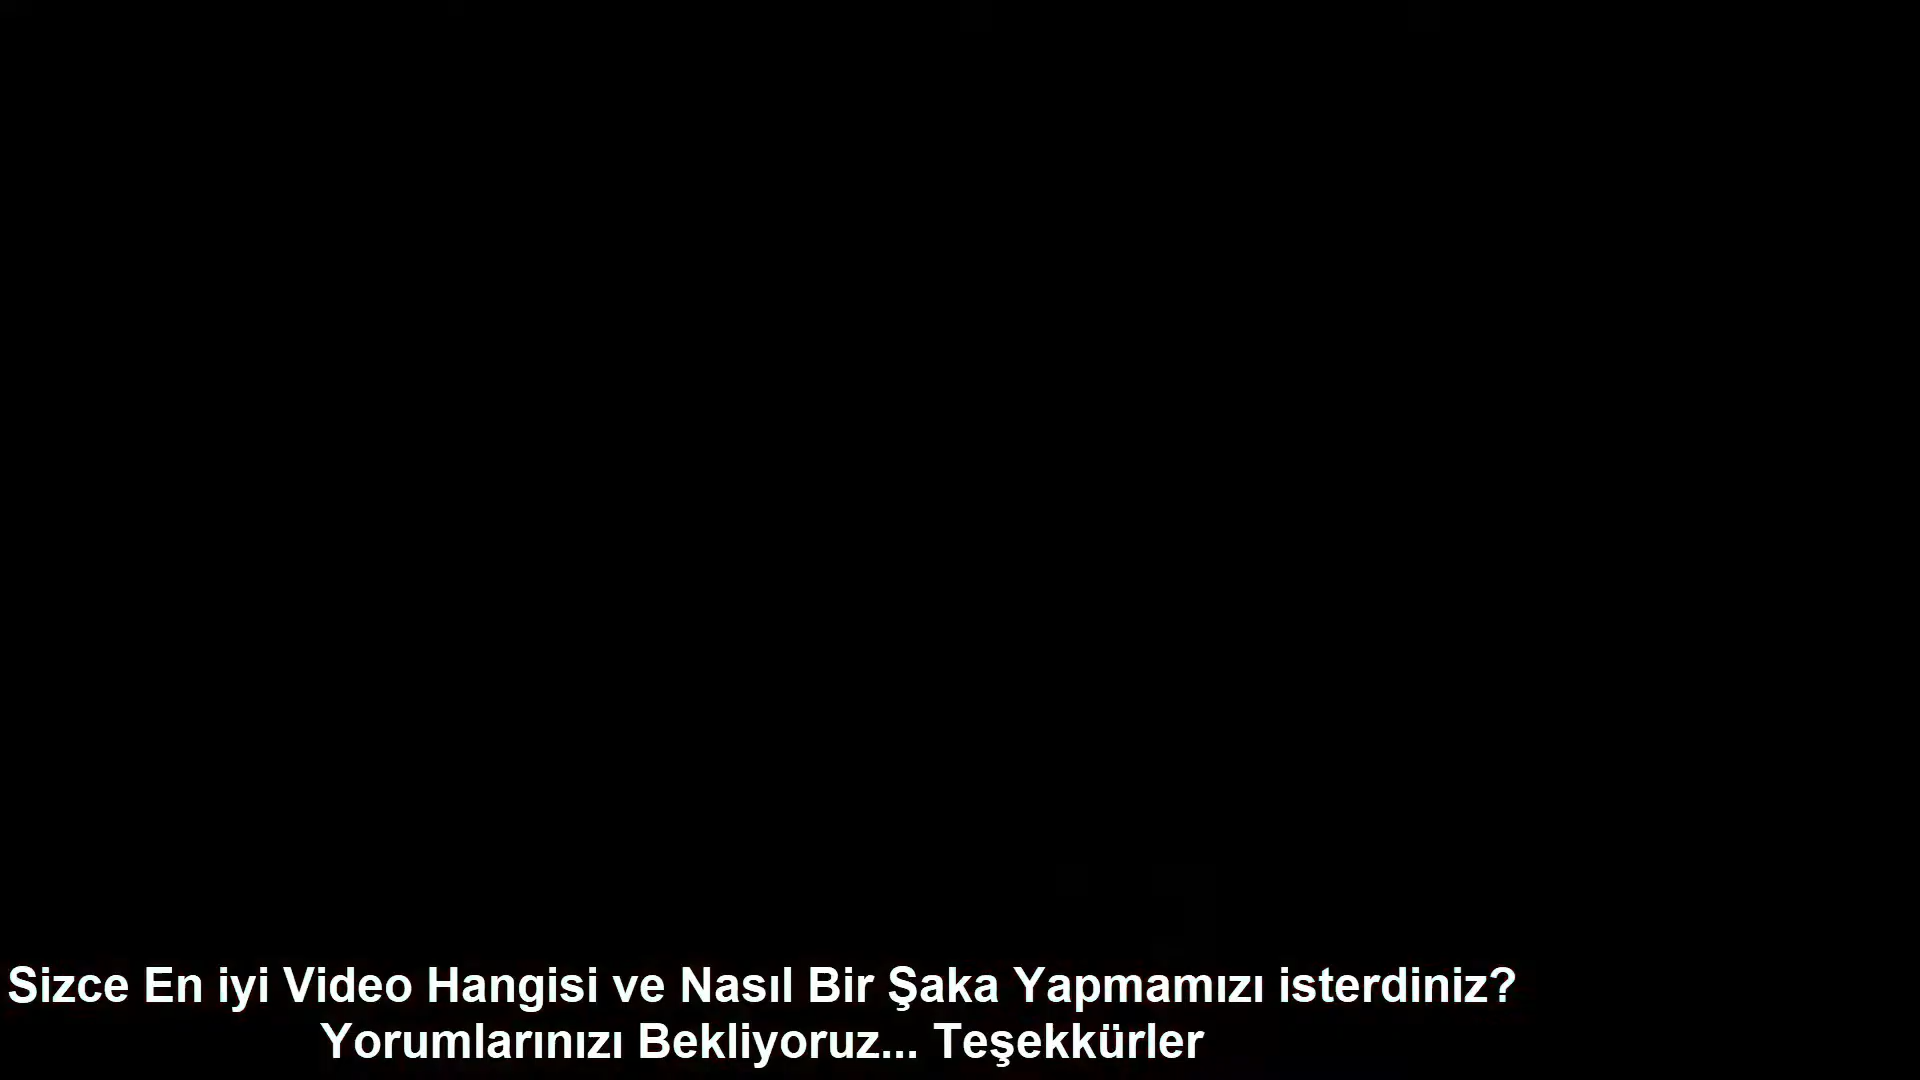 Sizce En iyi Video Hangisi ve Nasıl Bir Şaka Yapmamızı isterdiniz?
Yorumlarınızı Bekliyoruz... Teşekkürler